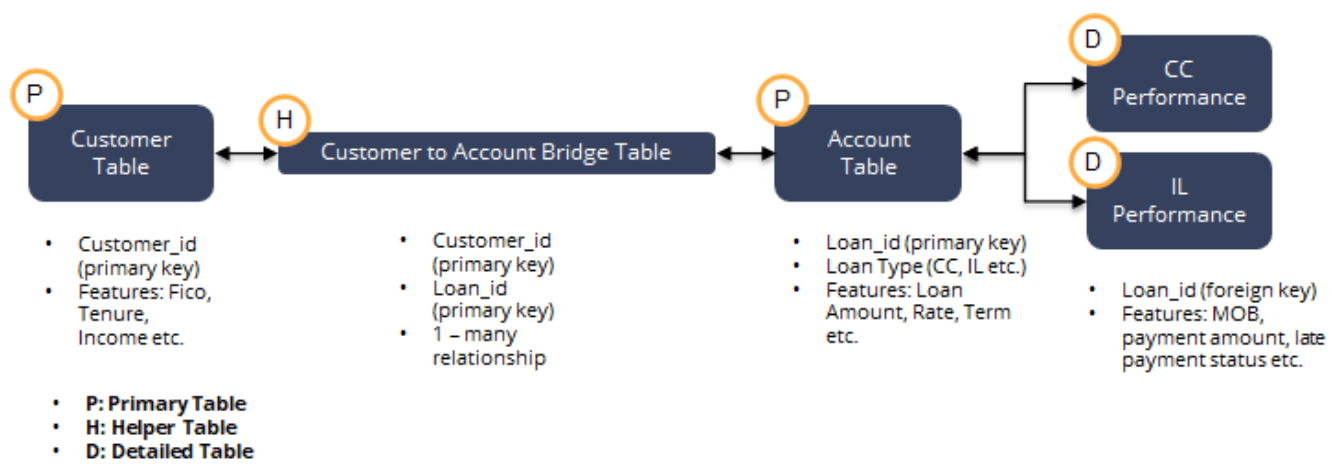 P
Customer
Table
H
Customer to Account Bridge Table
P
Account
Table
D
CC
Performance
D
IL
Performance
• Customer_id
(primary key)
• Features: Fico,
Tenure,
Income etc.
• Customer_id
(primary key)
• Loan_id
(primary key)
• 1 – many
relationship
• Loan_id (primary key)
• Loan Type (CC, IL etc.)
• Features: Loan
Amount, Rate, Term
etc.
• Loan_id (foreign key)
• Features: MOB,
payment amount, late
payment status etc.
• P: Primary Table
• H: Helper Table
• D: Detailed Table